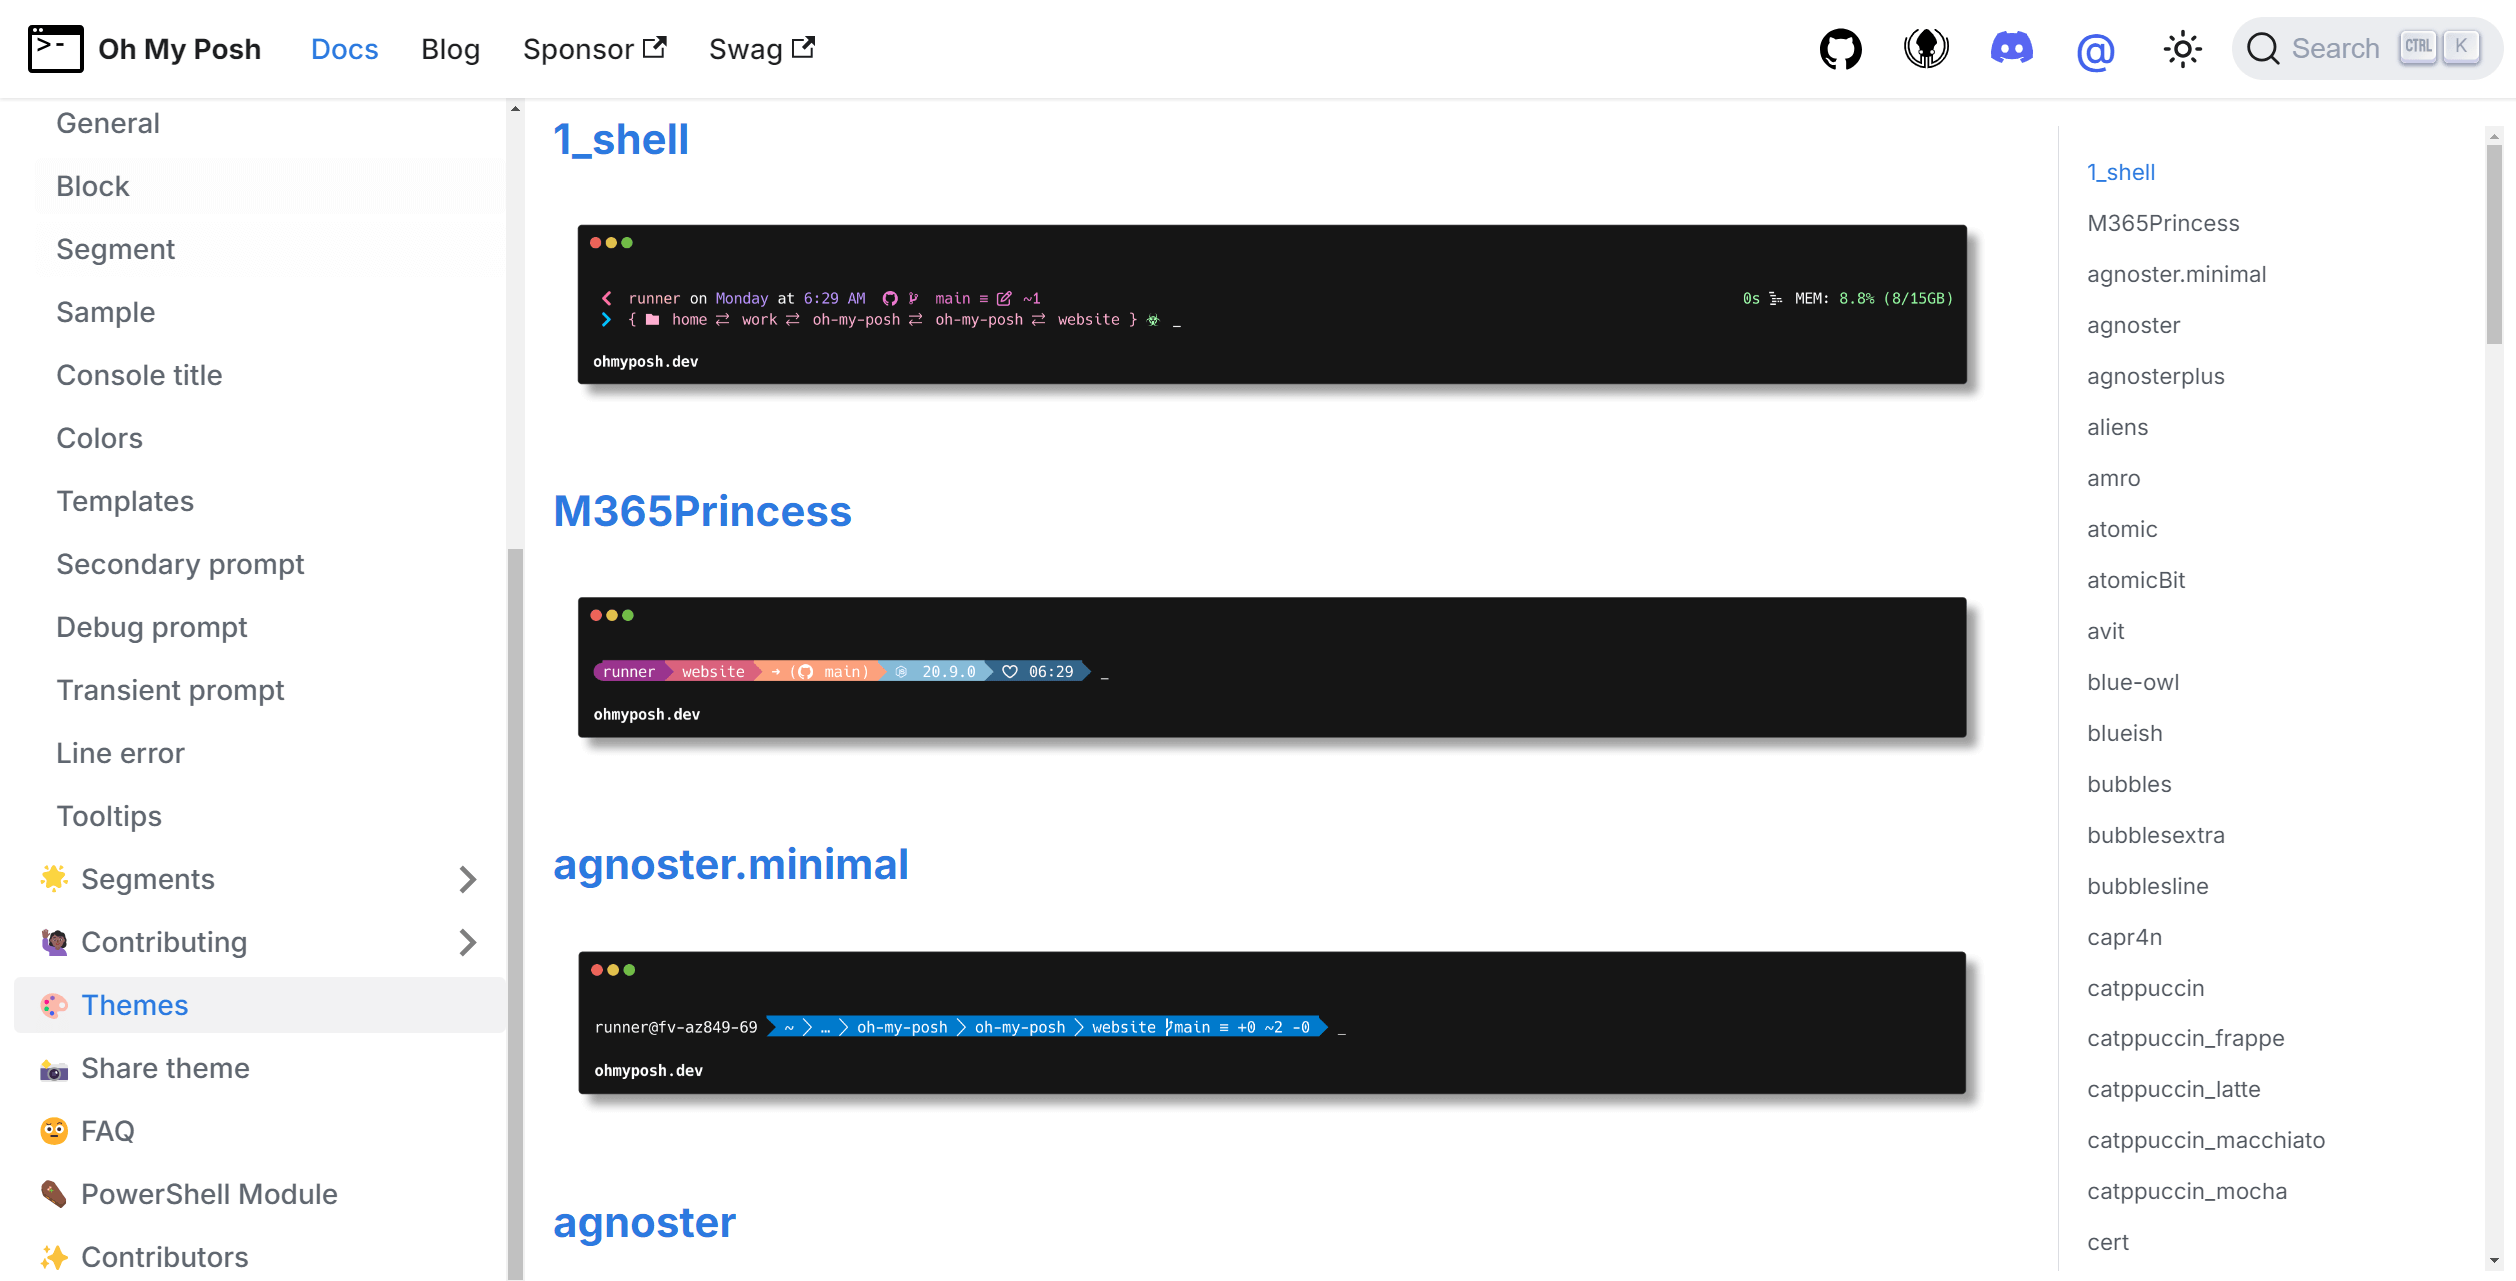 Oh My Posh Docs Blog Sponsor Swag Search CTRL K
General
Block
Segment
Sample
Console title
Colors
Templates
Secondary prompt
Debug prompt
Transient prompt
Line error
Tooltips
Segments
Contributing
Themes
Share theme
FAQ
PowerShell Module
Contributors
1_shell
runner on Monday at 6:29 AM main ≡ ~1 0s MEM: 8.8% (8/15GB)
{ home ⇄ work ⇄ oh-my-posh ⇄ oh-my-posh ⇄ website } _
ohmyposh.dev
M365Princess
runner website → ( main) 20.9.0 ♡ 06:29 _
ohmyposh.dev
agnoster.minimal
runner@fv-az849-69 ~ … oh-my-posh oh-my-posh website main ≡ +0 ~2 -0 _
ohmyposh.dev
agnoster
1_shell
M365Princess
agnoster.minimal
agnoster
agnosterplus
aliens
amro
atomic
atomicBit
avit
blue-owl
blueish
bubbles
bubblesextra
bubblesline
capr4n
catppuccin
catppuccin_frappe
catppuccin_latte
catppuccin_macchiato
catppuccin_mocha
cert